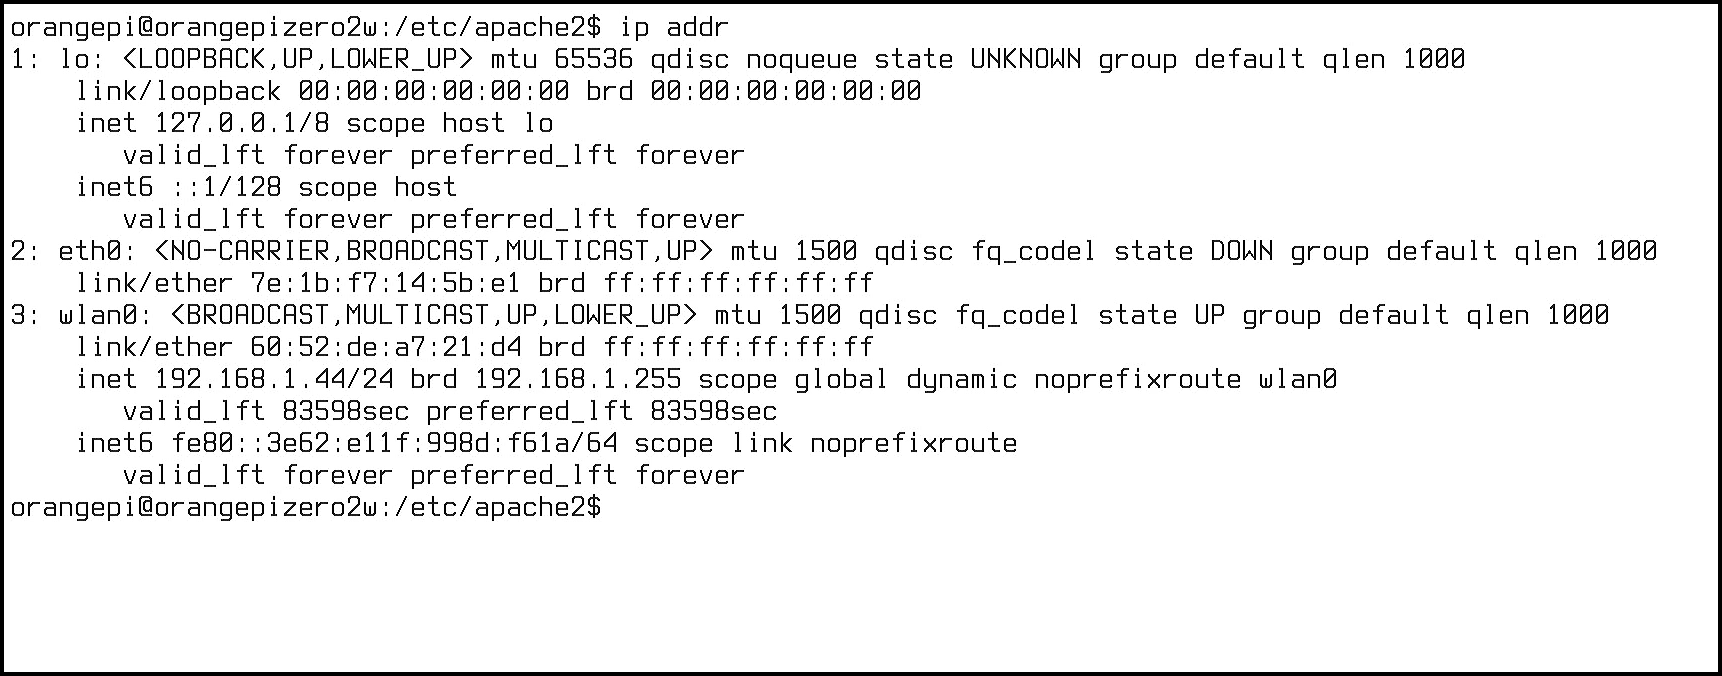 orangepi@orangepizero2w:/etc/apache2$ ip addr
1: lo: <LOOPBACK,UP,LOWER_UP> mtu 65536 qdisc noqueue state UNKNOWN group default qlen 1000
    link/loopback 00:00:00:00:00:00 brd 00:00:00:00:00:00
    inet 127.0.0.1/8 scope host lo
       valid_lft forever preferred_lft forever
    inet6 ::1/128 scope host
       valid_lft forever preferred_lft forever
2: eth0: <NO-CARRIER,BROADCAST,MULTICAST,UP> mtu 1500 qdisc fq_codel state DOWN group default qlen 1000
    link/ether 7e:1b:f7:14:5b:e1 brd ff:ff:ff:ff:ff:ff
3: wlan0: <BROADCAST,MULTICAST,UP,LOWER_UP> mtu 1500 qdisc fq_codel state UP group default qlen 1000
    link/ether 60:52:de:a7:21:d4 brd ff:ff:ff:ff:ff:ff
    inet 192.168.1.44/24 brd 192.168.1.255 scope global dynamic noprefixroute wlan0
       valid_lft 83598sec preferred_lft 83598sec
    inet6 fe80::3e62:e11f:998d:f61a/64 scope link noprefixroute
       valid_lft forever preferred_lft forever
orangepi@orangepizero2w:/etc/apache2$